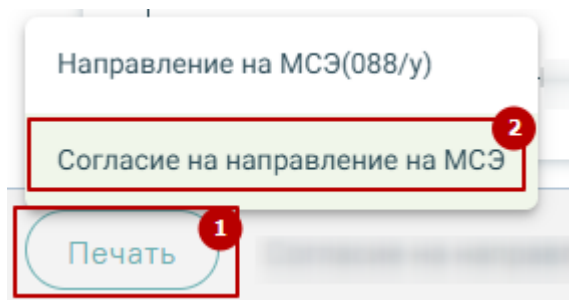 Направление на МСЭ(088/у)
2
Согласие на направление на МСЭ
1
Печать